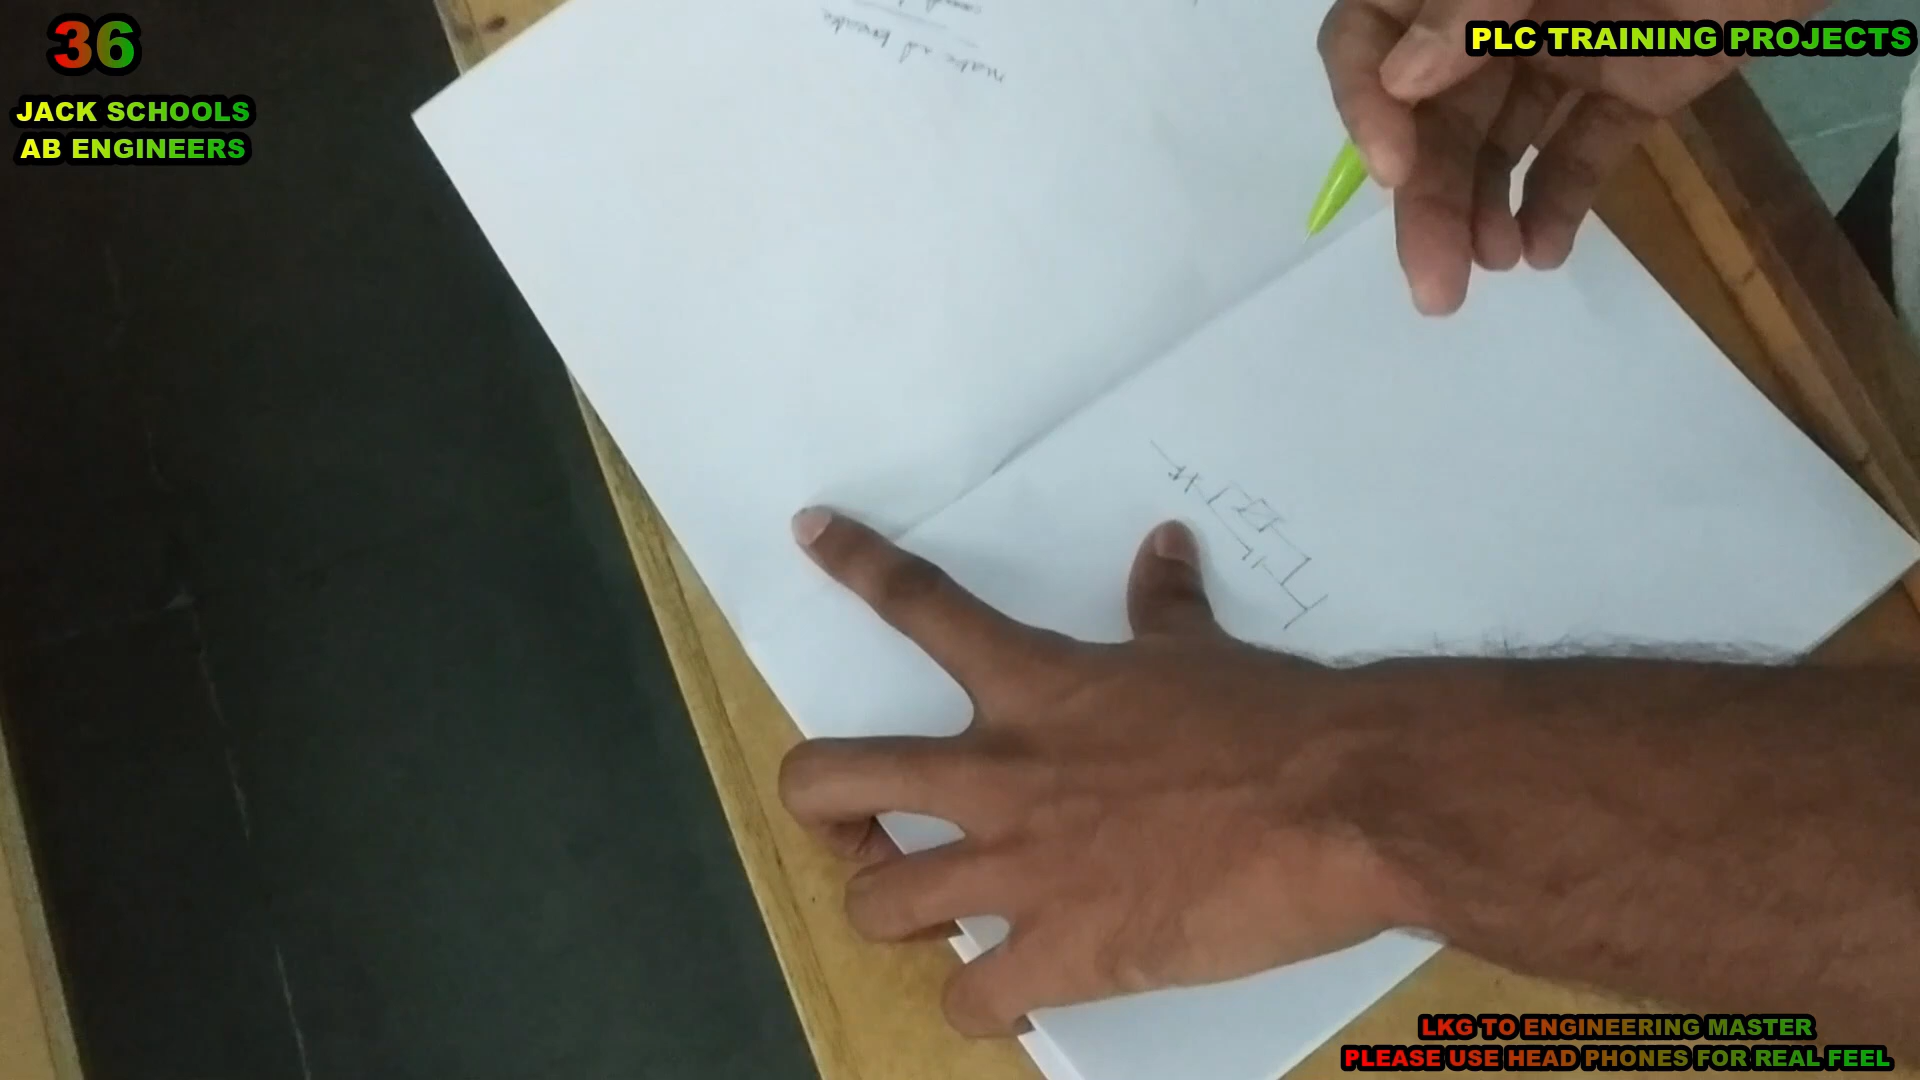 36
JACK SCHOOLS
AB ENGINEERS
PLC TRAINING PROJECTS
make
LKG TO ENGINEERING MASTER
PLEASE USE HEAD PHONES FOR REAL FEEL